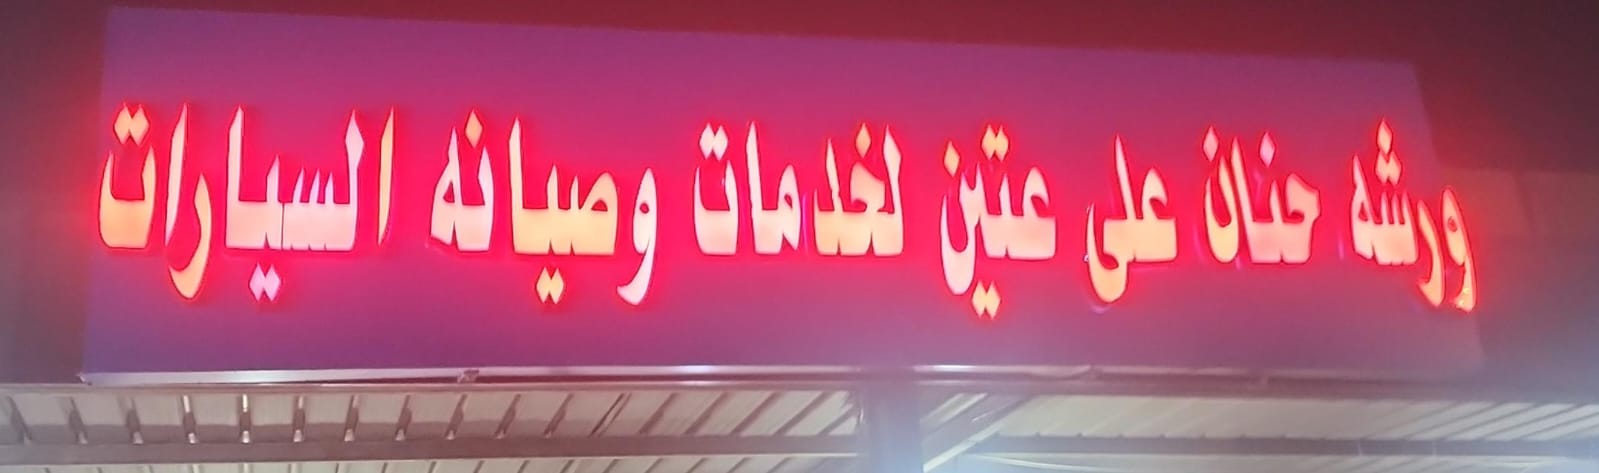 ورشه حنان على عتين لخدمات وصيانه السيارات